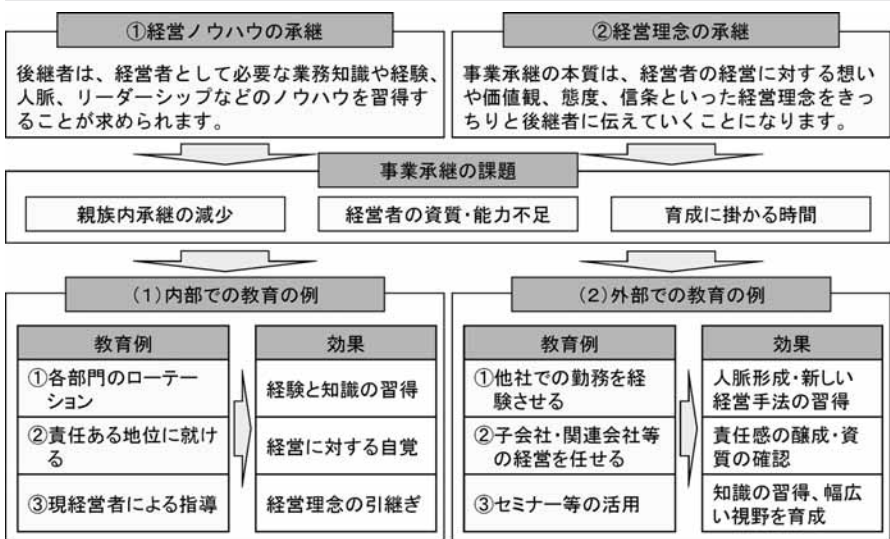 ①経営ノウハウの承継
後継者は、経営者として必要な業務知識や経験、
人脈、リーダーシップなどのノウハウを習得す
ることが求められます。
②経営理念の承継
事業承継の本質は、経営者の経営に対する想い
や価値観、態度、信条といった経営理念をきっ
ちりと後継者に伝えていくことになります。
事業承継の課題
親族内承継の減少
経営者の資質・能力不足
育成に掛かる時間
(1)内部での教育の例
教育例
効果
①各部門のローテー
ション
経験と知識の習得
②責任ある地位に就け
る
経営に対する自覚
③現経営者による指導
経営理念の引継ぎ
(2)外部での教育の例
教育例
効果
①他社での勤務を経
験させる
人脈形成・新しい
経営手法の習得
②子会社・関連会社等
の経営を任せる
責任感の醸成・資
質の確認
③セミナー等の活用
知識の習得、幅広
い視野を育成